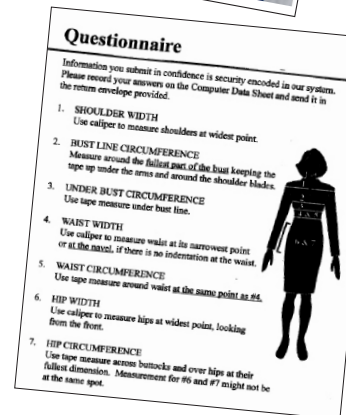 Questionnaire
Information you submit in confidence is security encoded in our system.
Please record your answers on the Computer Data Sheet and send it in
the return envelope provided.
1. SHOULDER WIDTH
Use caliper to measure shoulders at widest point.
2. BUST LINE CIRCUMFERENCE
Measure around the fullest part of the bust keeping the
tape up under the arms and around the shoulder blades.
3. UNDER BUST CIRCUMFERENCE
Use tape measure under bust line.
4. WAIST WIDTH
Use caliper to measure waist at its narrowest point
or at the navel, if there is no indentation at the waist.
5. WAIST CIRCUMFERENCE
Use tape measure around waist at the same point as #4.
6. HIP WIDTH
Use caliper to measure hips at widest point, looking
from the front.
7. HIP CIRCUMFERENCE
Use tape measure across buttocks and over hips at their
fullest dimension. Measurement for #6 and #7 might not be
at the same spot.